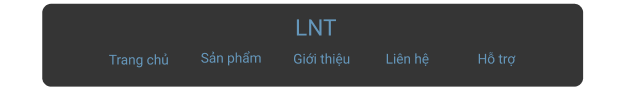 LNT
Trang chủ Sản phẩm Giới thiệu Liên hệ Hỗ trợ